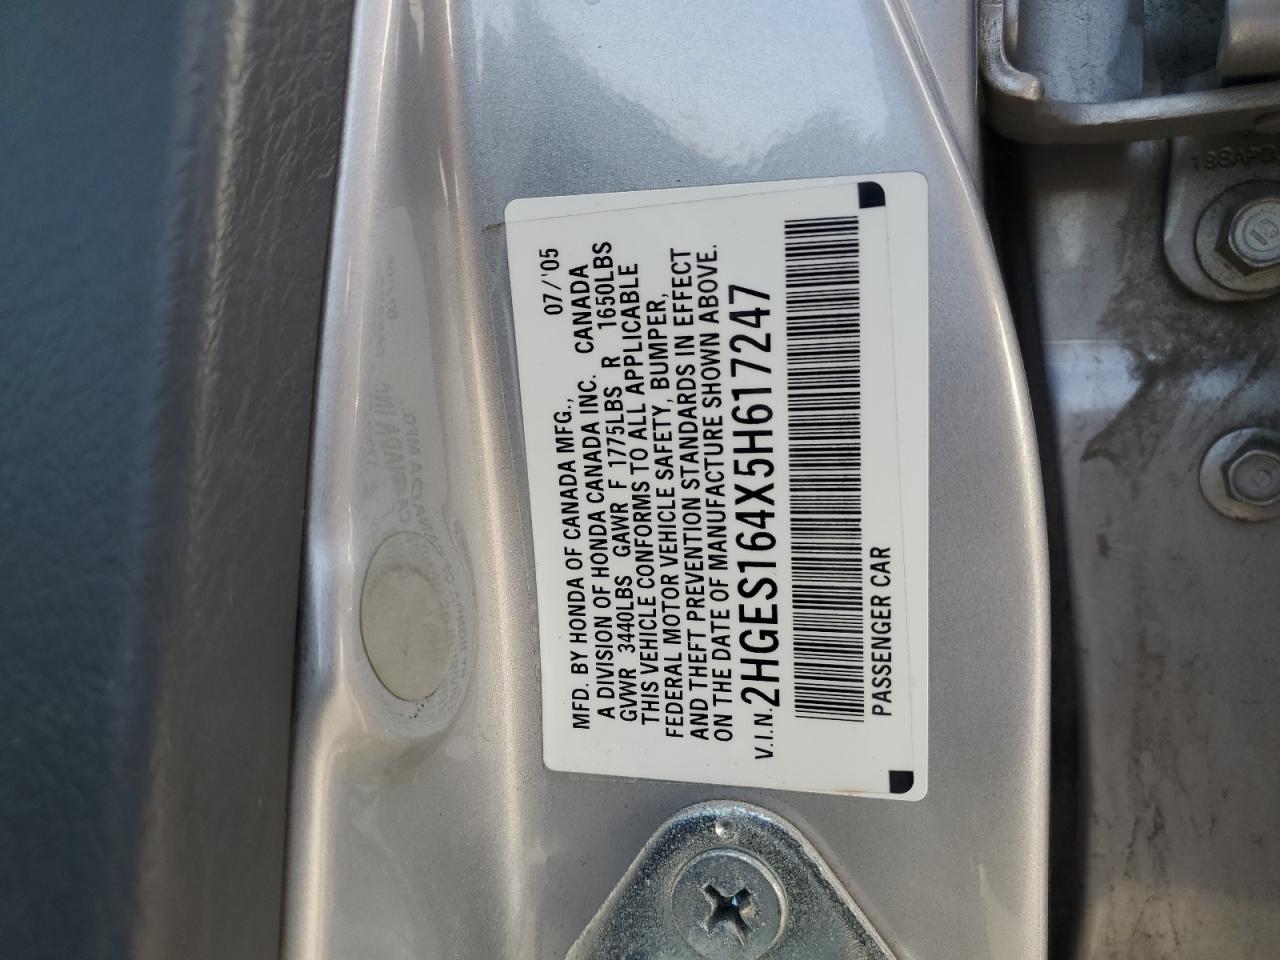 MFD. BY HONDA OF CANADA MFG., 07/'05
A DIVISION OF HONDA CANADA INC. CANADA
GVWR 3440LBS GAWR F 1775LBS R 1650LBS
THIS VEHICLE CONFORMS TO ALL APPLICABLE
FEDERAL MOTOR VEHICLE SAFETY, BUMPER,
AND THEFT PREVENTION STANDARDS IN EFFECT
ON THE DATE OF MANUFACTURE SHOWN ABOVE.
V.I.N. 2HGES164X5H617247
PASSENGER CAR